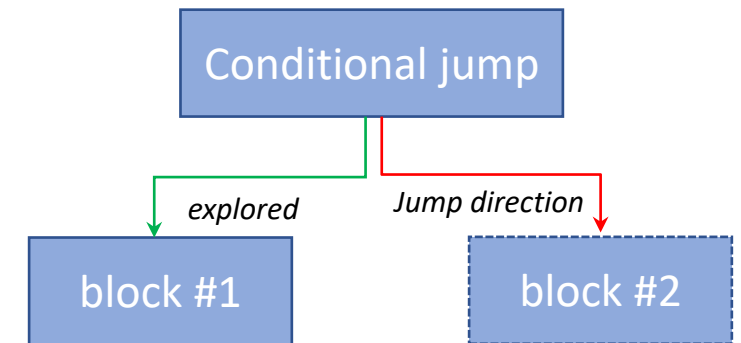 Conditional jump
explored
Jump direction
block #1
block #2